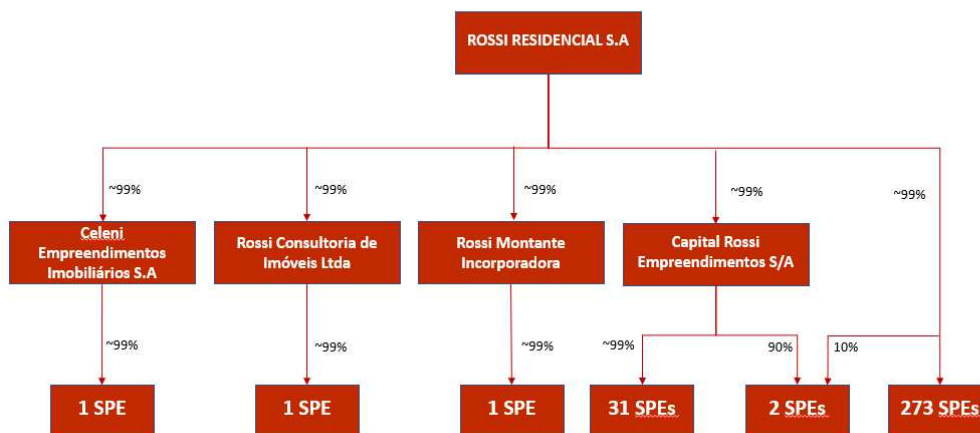 ROSSI RESIDENCIAL S.A
~99%
~99%
~99%
~99%
~99%
Celeni
Empreendimentos
Imobiliários S.A
Rossi Consultoria de
Imóveis Ltda
Rossi Montante
Incorporadora
Capital Rossi
Empreendimentos S/A
~99%
~99%
~99%
~99%
90%
10%
1 SPE
1 SPE
1 SPE
31 SPEs
2 SPEs
273 SPEs